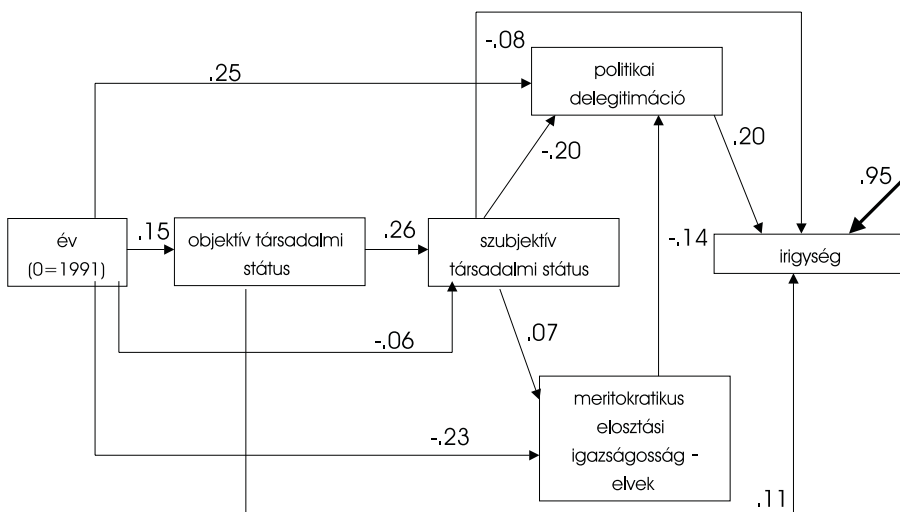 -.08
politikai
delegitimáció
.25
-.20
.20
.95
év
(0=1991)
.15
objektív társadalmi
státus
.26
szubjektív
társadalmi státus
-.14
irigység
-.06
.07
meritokratikus
elosztási
igazságosság -
elvek
-.23
.11